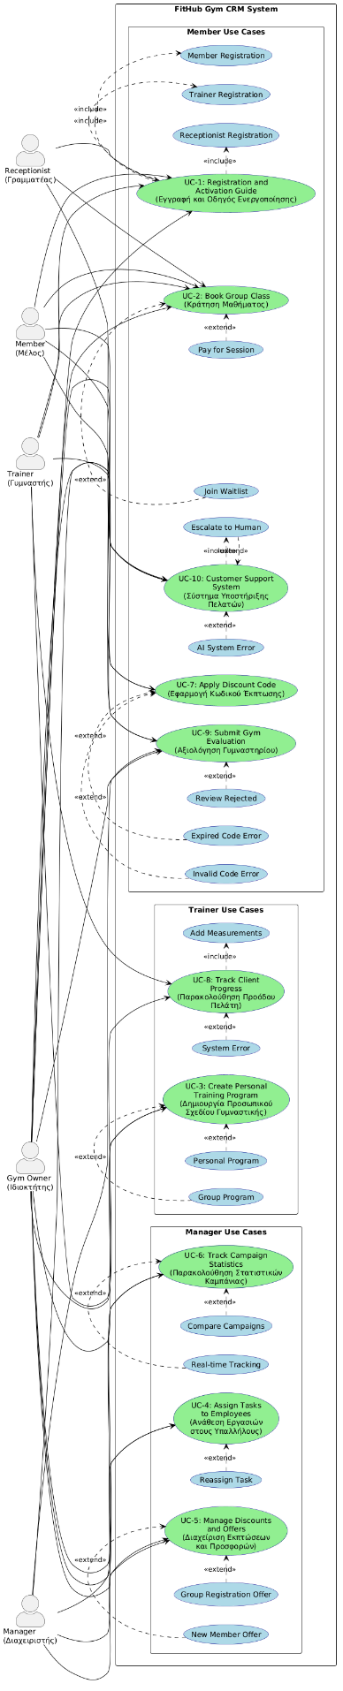 FitHub Gym CRM System
Member Use Cases
Member Registration
«include»
«include»
Trainer Registration
Receptionist Registration
«include»
Receptionist
(Γραμματέας)
UC-1: Registration and
Activation Guide
(Εγγραφή και Οδηγός Ενεργοποίησης)
UC-2: Book Group Class
(Κράτηση Μαθήματος)
«extend»
Member
(Μέλος)
Pay for Session
Trainer
(Γυμναστής)
«extend»
Join Waitlist
Escalate to Human
«include»
«extend»
UC-10: Customer Support
System
(Σύστημα Υποστήριξης
Πελατών)
«extend»
AI System Error
UC-7: Apply Discount Code
(Εφαρμογή Κωδικού Έκπτωσης)
UC-9: Submit Gym
Evaluation
(Αξιολόγηση Γυμναστηρίου)
«extend»
«extend»
Review Rejected
«extend»
Expired Code Error
Invalid Code Error
Trainer Use Cases
Add Measurements
«include»
UC-8: Track Client
Progress
(Παρακολούθηση Προόδου
Πελάτη)
«extend»
System Error
UC-3: Create Personal
Training Program
(Δημιουργία Προσωπικού
Σχεδίου Γυμναστικής)
«extend»
«extend»
Personal Program
Group Program
Gym Owner
(Ιδιοκτήτης)
Manager Use Cases
UC-6: Track Campaign
Statistics
(Παρακολούθηση Στατιστικών
Καμπάνιας)
«extend»
«extend»
Compare Campaigns
Real-time Tracking
UC-4: Assign Tasks
to Employees
(Ανάθεση Εργασιών
στους Υπαλλήλους)
«extend»
Reassign Task
UC-5: Manage Discounts
and Offers
(Διαχείριση Εκπτώσεων
και Προσφορών)
«extend»
«extend»
Group Registration Offer
New Member Offer
Manager
(Διαχειριστής)